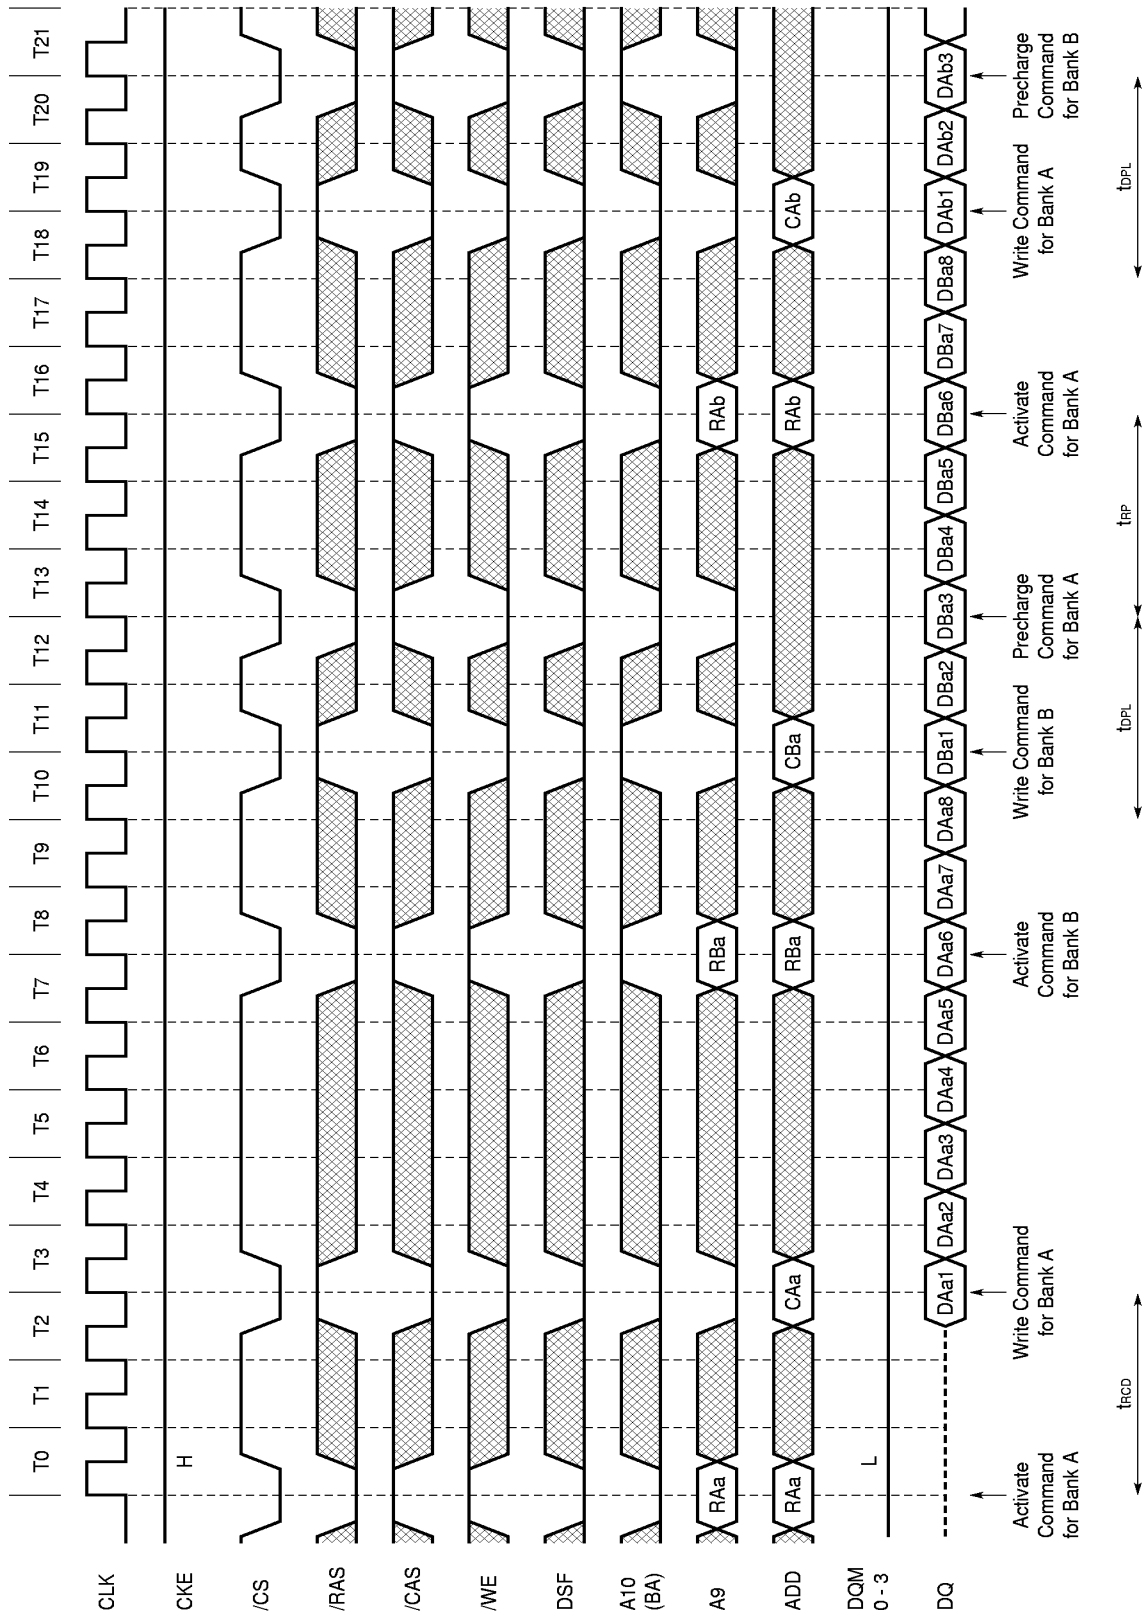 T0 T1 T2 T3 T4 T5 T6 T7 T8 T9 T10 T11 T12 T13 T14 T15 T16 T17 T18 T19 T20 T21
CLK
CKE H
/CS
/RAS
/CAS
/WE
DSF
A10
(BA)
A9 RAa RBa RAb
ADD RAa CAa RBa CBa RAb CAb
DQM
0 - 3 L
DQ DAa1 DAa2 DAa3 DAa4 DAa5 DAa6 DAa7 DAa8 DBa1 DBa2 DBa3 DBa4 DBa5 DBa6 DBa7 DBa8 DAb1 DAb2 DAb3
Activate
Command
for Bank A
Write Command
for Bank A
Activate
Command
for Bank B
Write Command
for Bank B
Precharge
Command
for Bank A
Activate
Command
for Bank A
Write Command
for Bank A
Precharge
Command
for Bank B
tRCD tDPL tRP tDPL